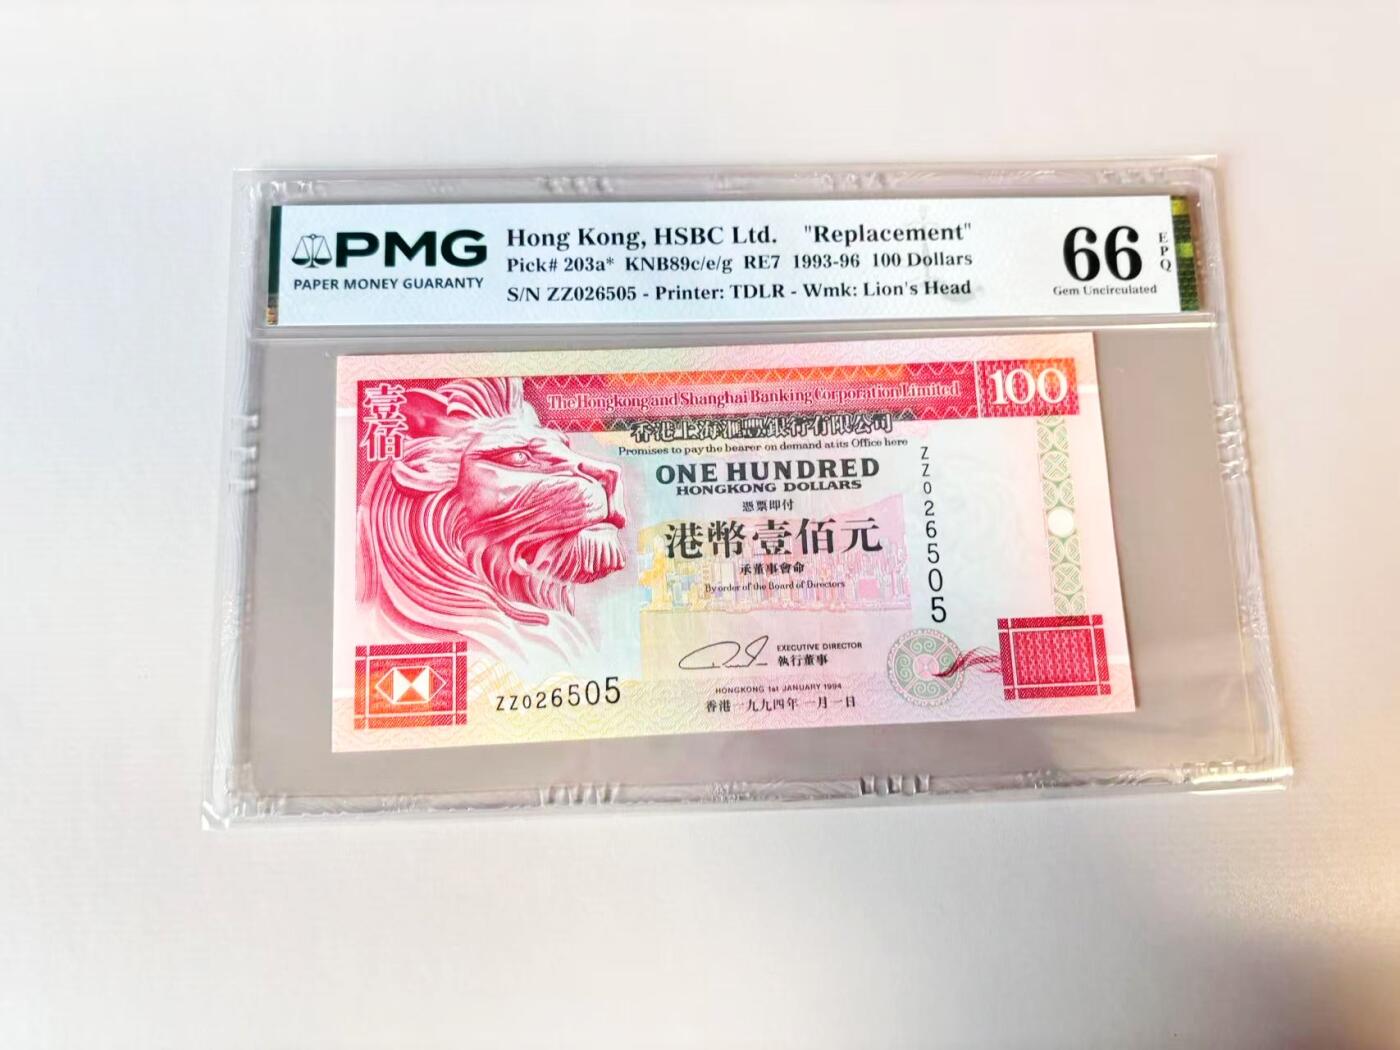 PMG
PAPER MONEY GUARANTY
Hong Kong, HSBC Ltd. "Replacement"
Pick# 203a* KNB89c/e/g RE7 1993-96 100 Dollars
S/N ZZ026505 - Printer: TDLR - Wmk: Lion's Head
66
EPQ
Gem Uncirculated
壹佰
The Hongkong and Shanghai Banking Corporation Limited
100
香港上海滙豐銀行有限公司
Promises to pay the bearer on demand at its Office here
ONE HUNDRED
HONGKONG DOLLARS
憑票即付
港幣壹佰元
承董事會命
By order of the Board of Directors
ZZ026505
EXECUTIVE DIRECTOR
執行董事
ZZ026505
HONGKONG 1st JANUARY 1994
香港一九九四年一月一日